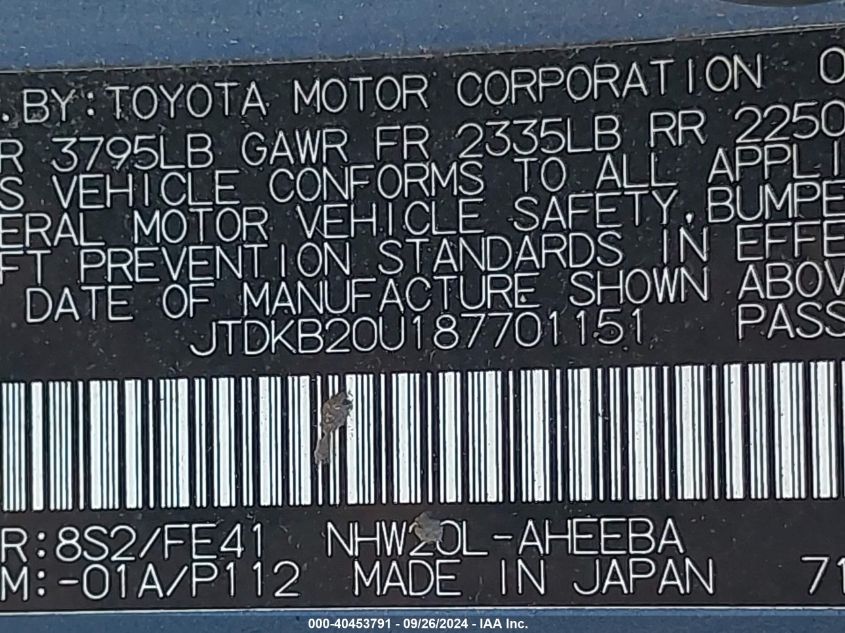 .BY:TOYOTA MOTOR CORPORATION 0
R 3795LB GAWR FR 2335LB RR 2250
S VEHICLE CONFORMS TO ALL APPLI
ERAL MOTOR VEHICLE SAFETY, BUMPE
FT PREVENTION STANDARDS IN EFFE
DATE OF MANUFACTURE SHOWN ABOV
JTDKB20U187701151 PASS
R:8S2/FE41 NHW20L-AHEEBA
M:-01A/P112 MADE IN JAPAN 71
000-40453791 - 09/26/2024 - IAA Inc.